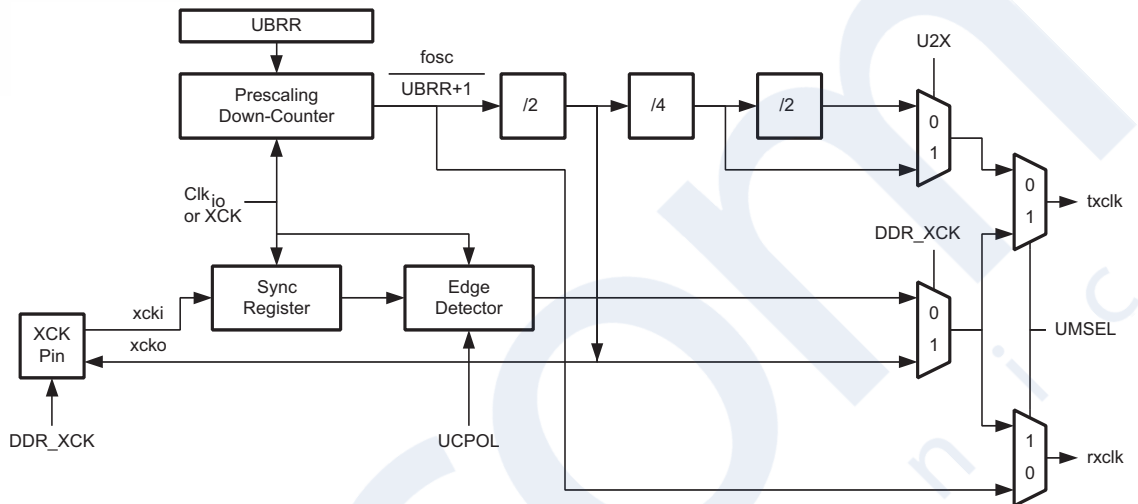 UBRR
fosc
U2X
Prescaling
Down-Counter
UBRR+1
/2
/4
/2
0
1
Clkio
or XCK
0
1
txclk
DDR_XCK
Sync
Register
Edge
Detector
xcki
0
1
UMSEL
XCK
Pin
xcko
DDR_XCK
UCPOL
1
0
rxclk
om
n i c